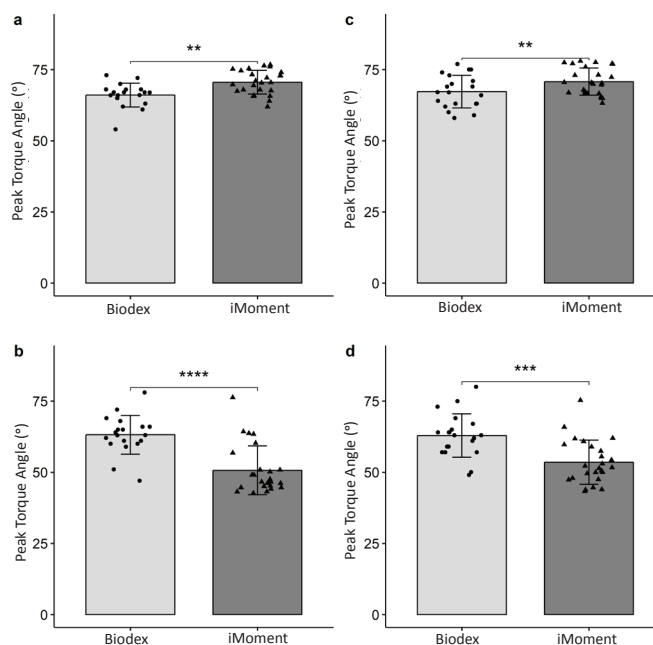 a
**
Peak Torque Angle (°)
75
50
25
0
Biodex
iMoment
c
**
Peak Torque Angle (°)
75
50
25
0
Biodex
iMoment
b
****
Peak Torque Angle (°)
75
50
25
0
Biodex
iMoment
d
***
Peak Torque Angle (°)
75
50
25
0
Biodex
iMoment